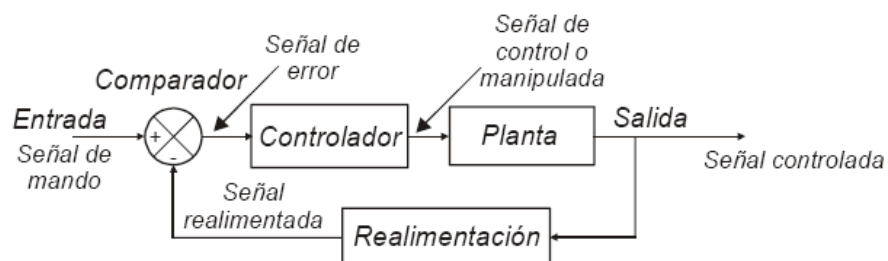 Señal de
error
Señal de
control o
manipulada
Comparador
Entrada
Señal de
mando
+
-
Controlador
Planta
Salida
Señal controlada
Señal
realimentada
Realimentación